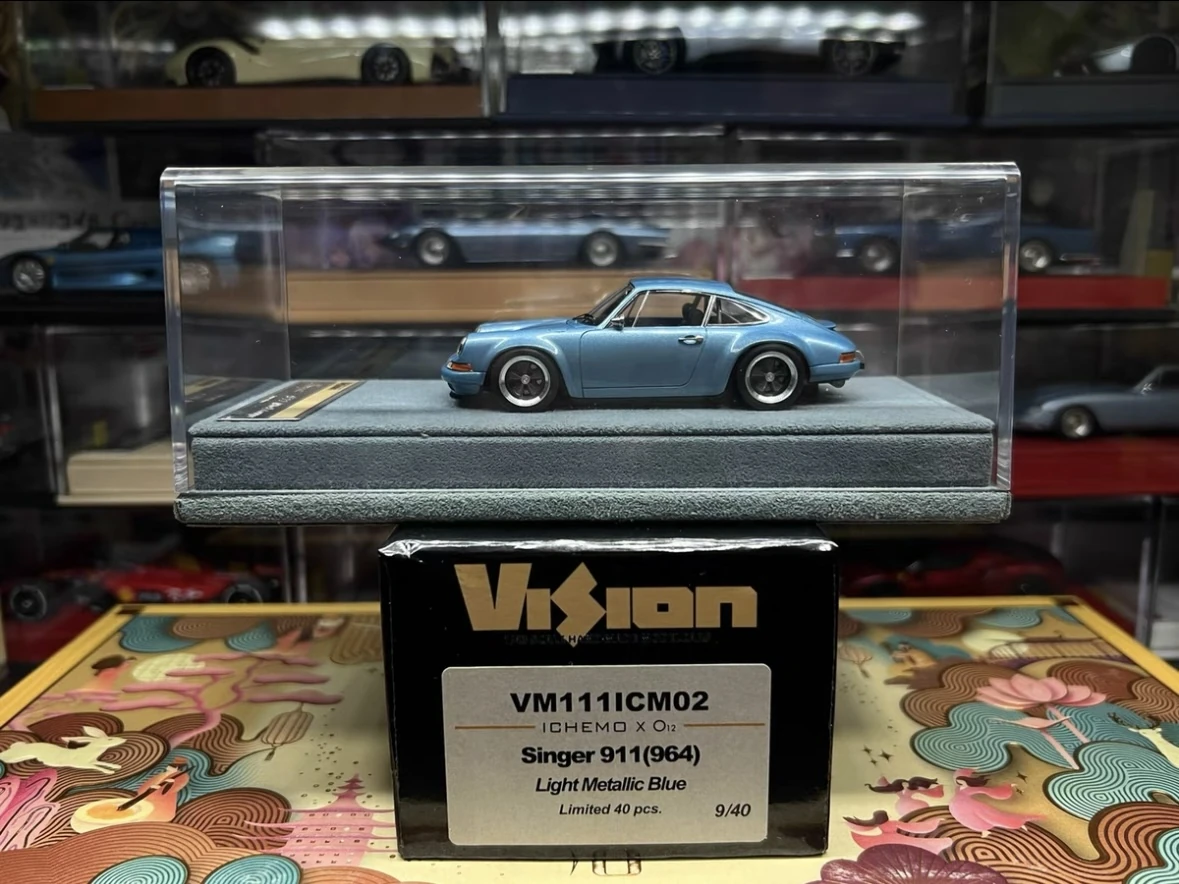 VISION
VM111ICM02
ICHEMO X O12
Singer 911(964)
Light Metallic Blue
Limited 40 pcs. 9/40